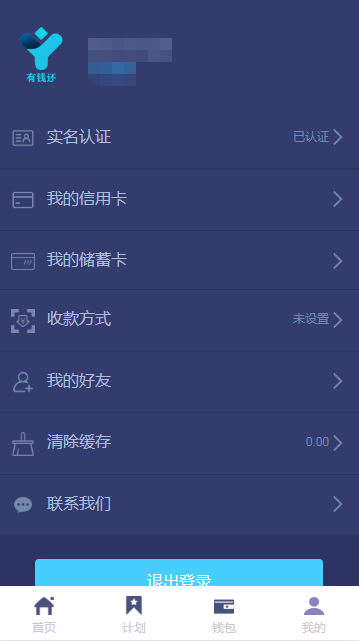 有钱还
实名认证 已认证
我的信用卡
我的储蓄卡
收款方式 未设置
我的好友
清除缓存 0.00
联系我们
退出登录
首页 计划 钱包 我的